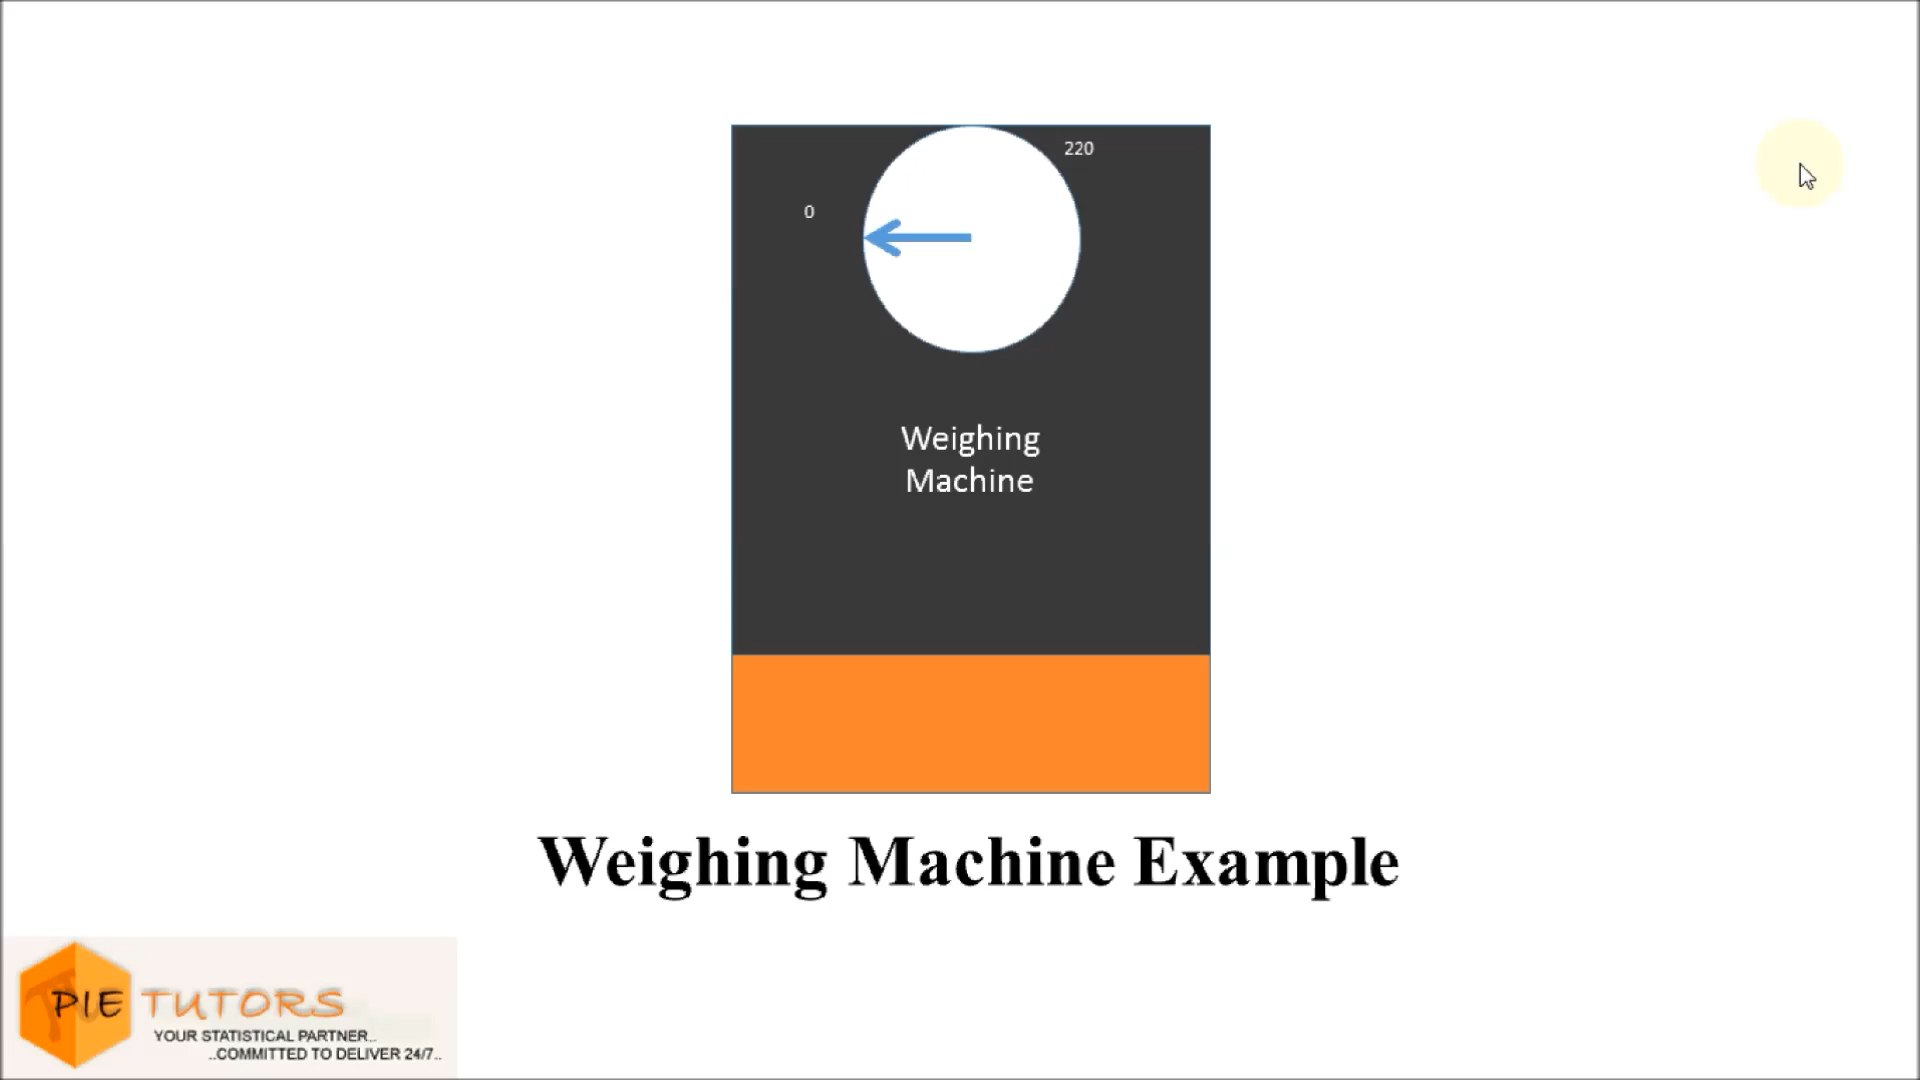 220
0
Weighing
Machine
Weighing Machine Example
PIE TUTORS
YOUR STATISTICAL PARTNER..
..COMMITTED TO DELIVER 24/7..